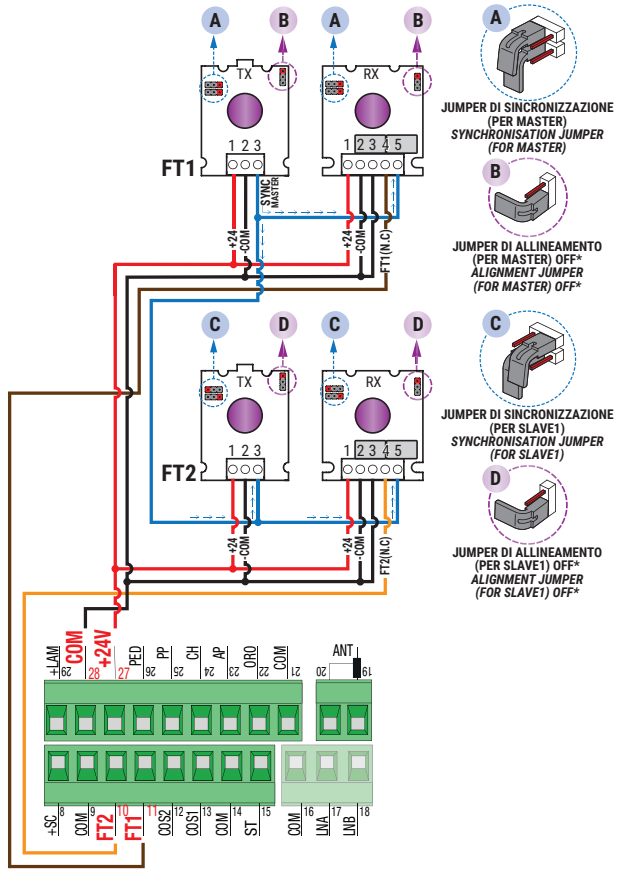 A B A B
TX RX
1 2 3
1 2 3 4 5
FT1
SYNC
MASTER
+24
-COM
+24
-COM
FT1(N.C)
C D C D
TX RX
1 2 3
1 2 3 4 5
FT2
+24
-COM
+24
-COM
FT2(N.C)
A
JUMPER DI SINCRONIZZAZIONE
(PER MASTER)
SYNCHRONISATION JUMPER
(FOR MASTER)
B
JUMPER DI ALLINEAMENTO
(PER MASTER) OFF*
ALIGNMENT JUMPER
(FOR MASTER) OFF*
C
JUMPER DI SINCRONIZZAZIONE
(PER SLAVE1)
SYNCHRONISATION JUMPER
(FOR SLAVE1)
D
JUMPER DI ALLINEAMENTO
(PER SLAVE1) OFF*
ALIGNMENT JUMPER
(FOR SLAVE1) OFF*
+LAM COM +24V PED PP CH AP ORO COM ANT
29 28 27 26 25 24 23 22 21 20 19
8 9 10 11 12 13 14 15 16 17 18
+SC COM FT2 FT1 COS2 COS1 COM ST COM LNA LNB